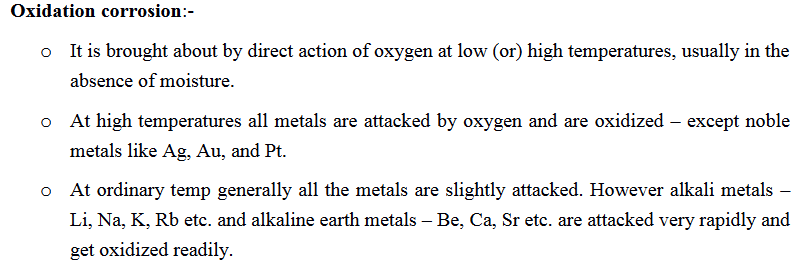 Oxidation corrosion:-
o It is brought about by direct action of oxygen at low (or) high temperatures, usually in the
absence of moisture.
o At high temperatures all metals are attacked by oxygen and are oxidized – except noble
metals like Ag, Au, and Pt.
o At ordinary temp generally all the metals are slightly attacked. However alkali metals –
Li, Na, K, Rb etc. and alkaline earth metals – Be, Ca, Sr etc. are attacked very rapidly and
get oxidized readily.